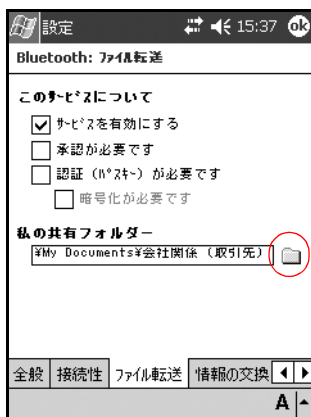 設定 15:37 ok
Bluetooth: ﾌｧｲﾙ転送
このｻｰﾋﾞｽについて
ｻｰﾋﾞｽを有効にする
承認が必要です
認証（ﾊﾟｽｷｰ）が必要です
暗号化が必要です
私の共有フォルダー
¥My Documents¥会社関係（取引先）
全般 接続性 ﾌｧｲﾙ転送 情報の交換
A